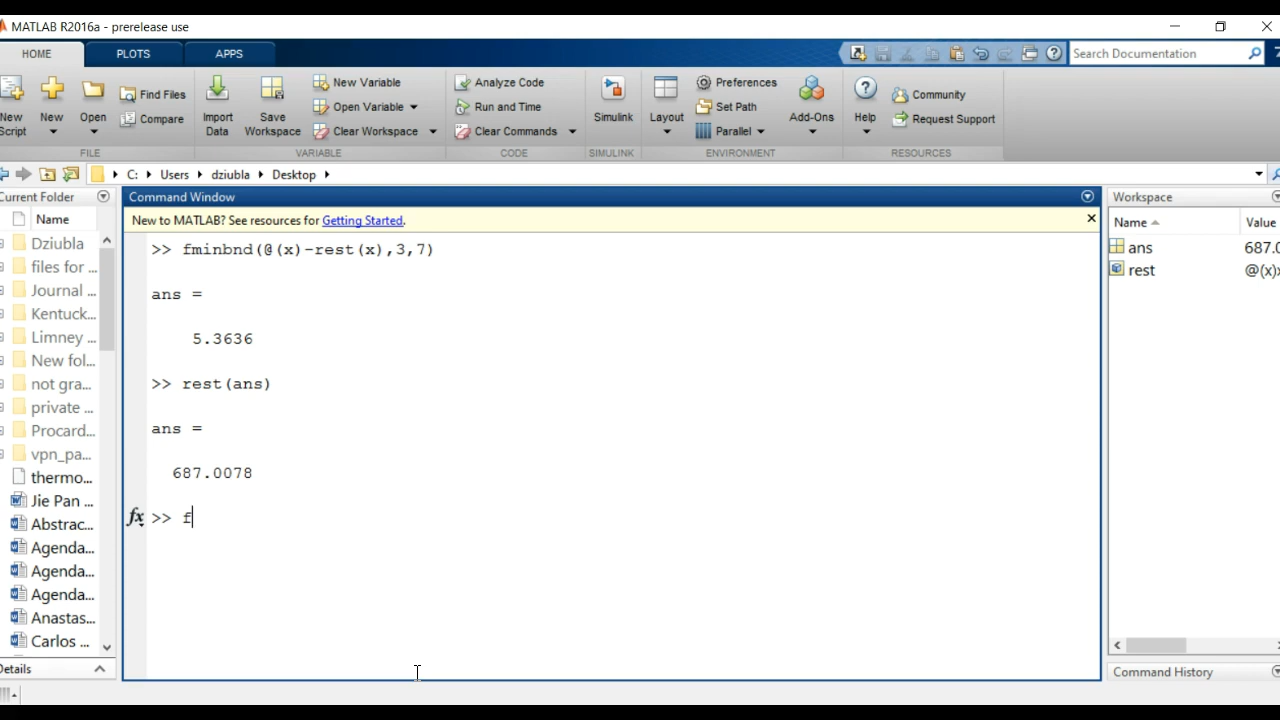 MATLAB R2016a - prerelease use
HOME
PLOTS
APPS
Search Documentation
New
Script
New
Open
Find Files
Compare
FILE
Import
Data
Save
Workspace
New Variable
Open Variable
Clear Workspace
VARIABLE
Analyze Code
Run and Time
Clear Commands
CODE
Simulink
SIMULINK
Layout
Preferences
Set Path
Parallel
Add-Ons
ENVIRONMENT
Help
Community
Request Support
RESOURCES
C: Users dziubla Desktop
Current Folder
Name
Dziubla
files for ...
Journal ...
Kentuck...
Limney ...
New fol...
not gra...
private ...
Procard...
vpn_pa...
thermo...
Jie Pan ...
Abstrac...
Agenda...
Agenda...
Agenda...
Anastas...
Carlos ...
Details
Command Window
New to MATLAB? See resources for Getting Started.
>> fminbnd(@(x)-rest(x),3,7)
ans =
5.3636
>> rest(ans)
ans =
687.0078
fx >> f
Workspace
Name Value
ans 687.0
rest @(x)
Command History